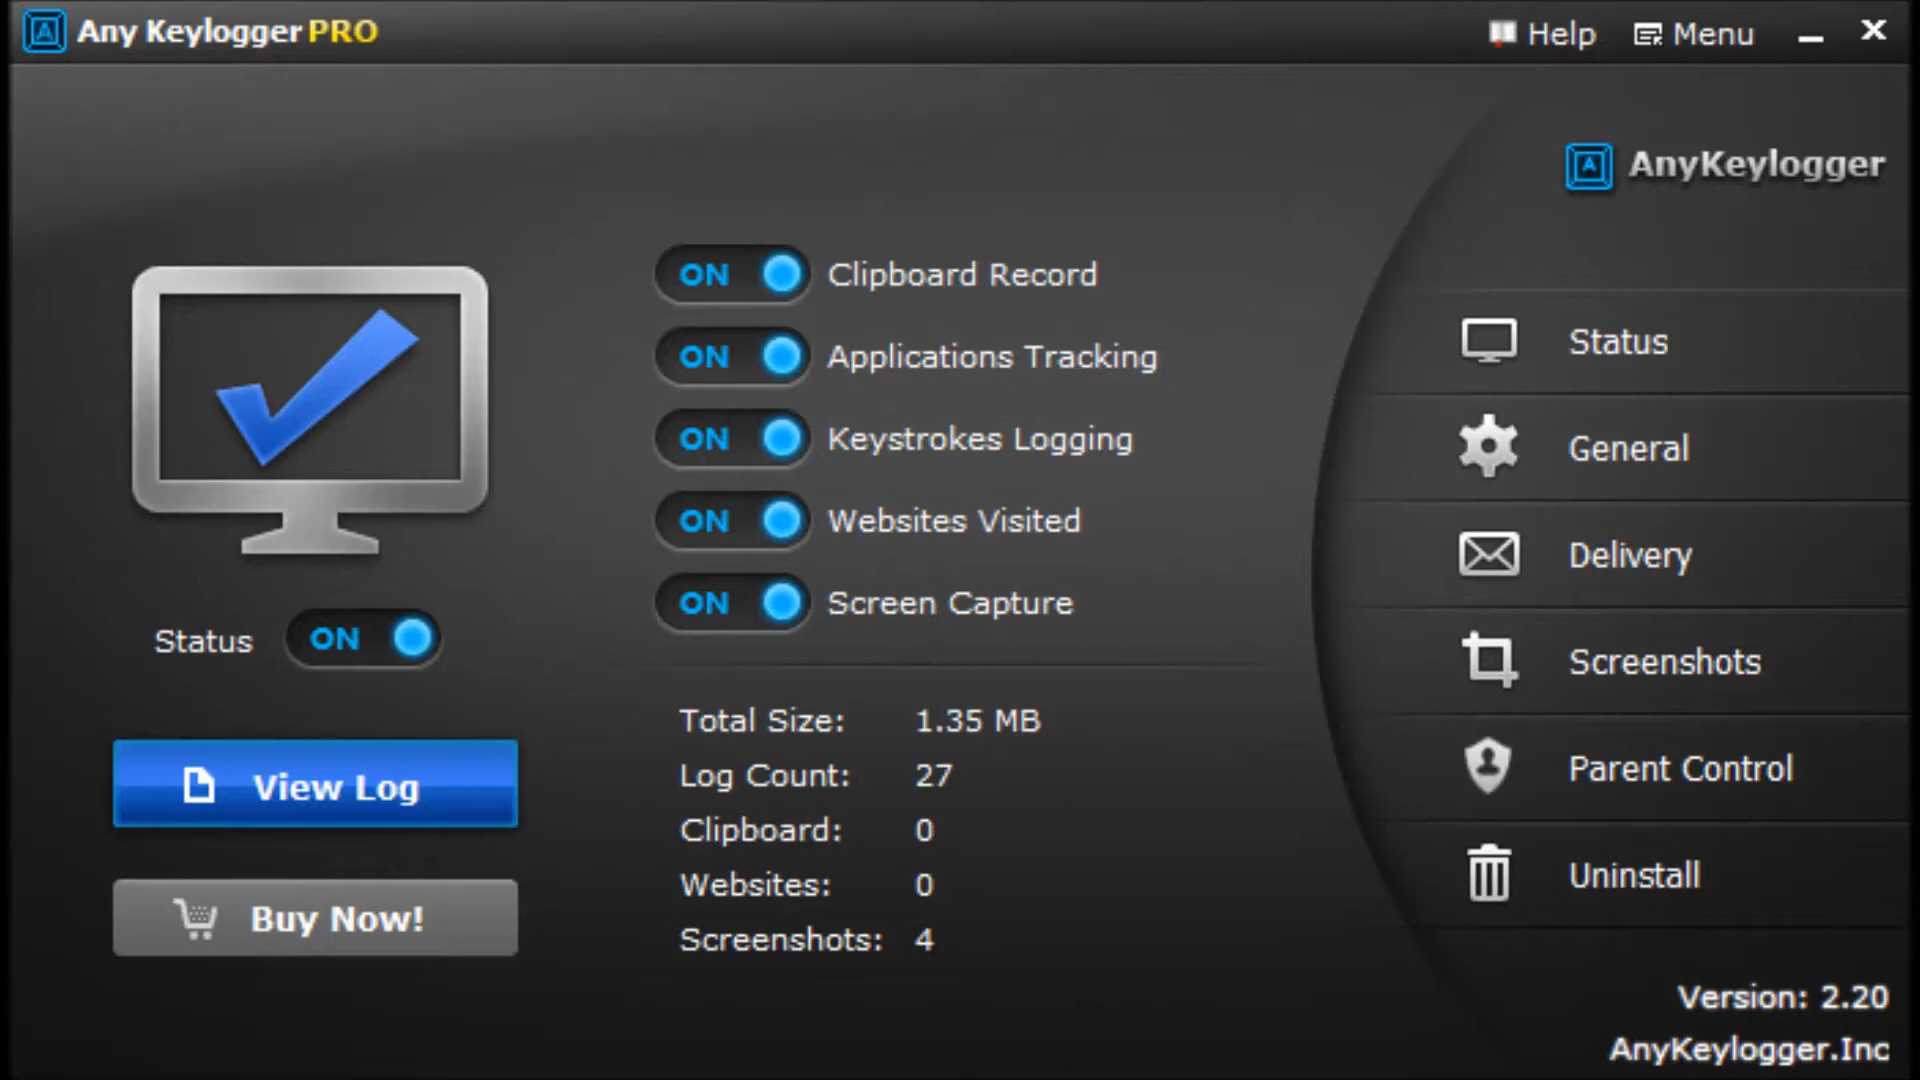 Any Keylogger PRO
Help
Menu
AnyKeylogger
ON Clipboard Record
ON Applications Tracking
ON Keystrokes Logging
ON Websites Visited
ON Screen Capture
Status ON
View Log
Buy Now!
Total Size: 1.35 MB
Log Count: 27
Clipboard: 0
Websites: 0
Screenshots: 4
Status
General
Delivery
Screenshots
Parent Control
Uninstall
Version: 2.20
AnyKeylogger.Inc